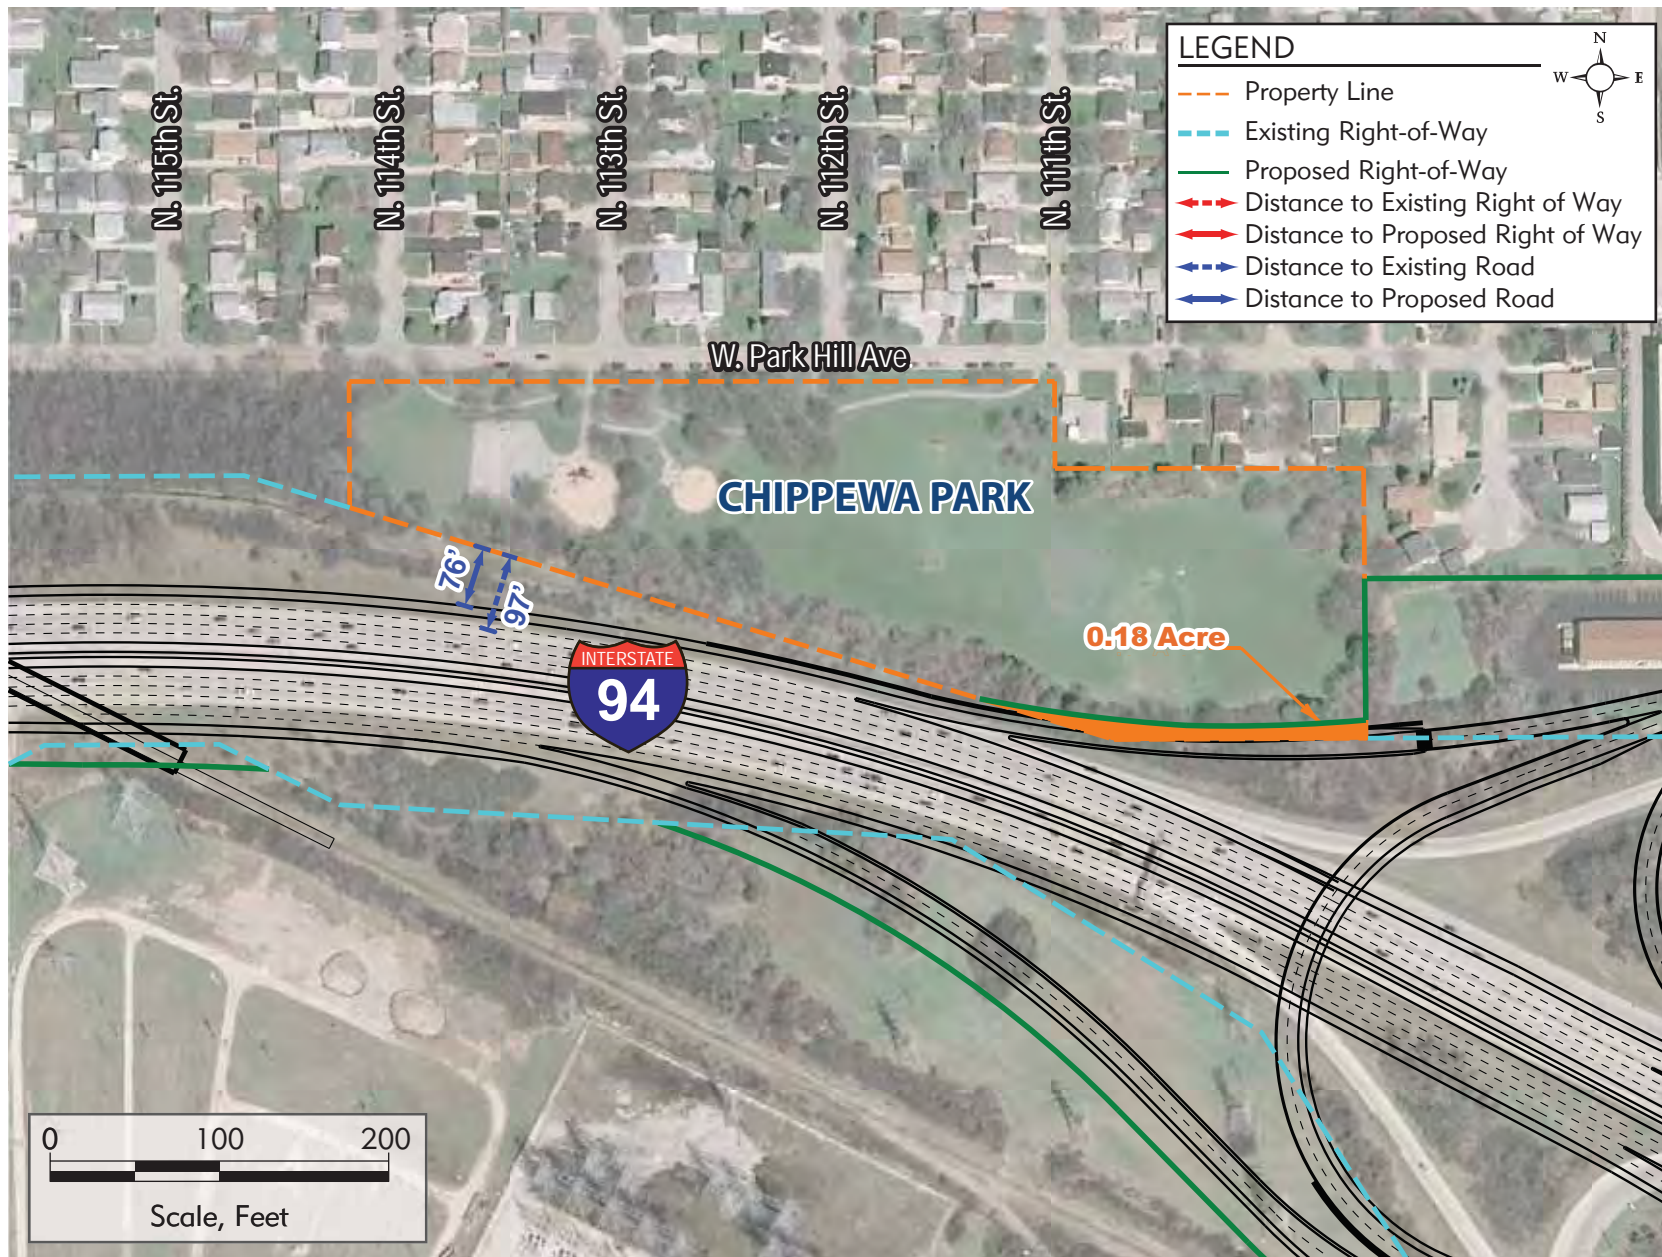 N. 115th St.
N. 114th St.
N. 113th St.
N. 112th St.
N. 111th St.
LEGEND
N
W E
S
Property Line
Existing Right-of-Way
Proposed Right-of-Way
Distance to Existing Right of Way
Distance to Proposed Right of Way
Distance to Existing Road
Distance to Proposed Road
W. Park Hill Ave
CHIPPEWA PARK
76'
97'
0.18 Acre
INTERSTATE
94
0 100 200
Scale, Feet